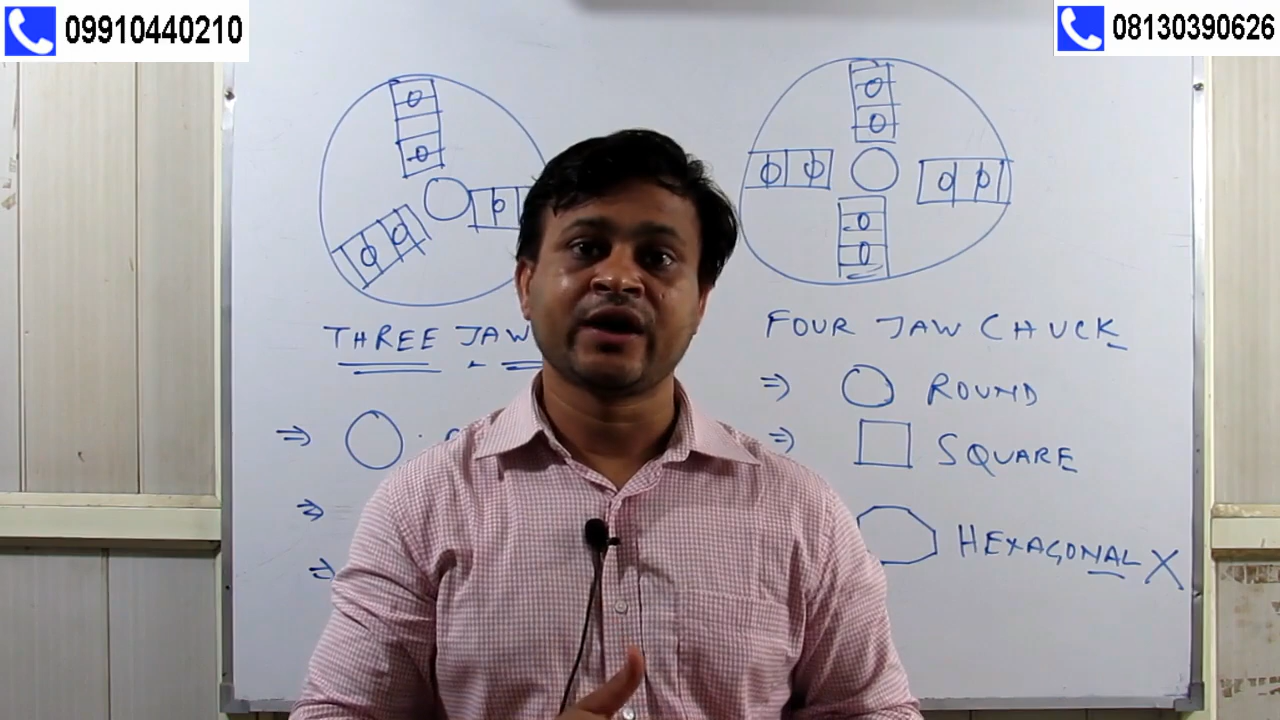 09910440210
08130390626
THREE JAW
FOUR JAW CHUCK
⇒ ROUND
⇒ SQUARE
HEXAGONAL X
⇒
⇒
⇒